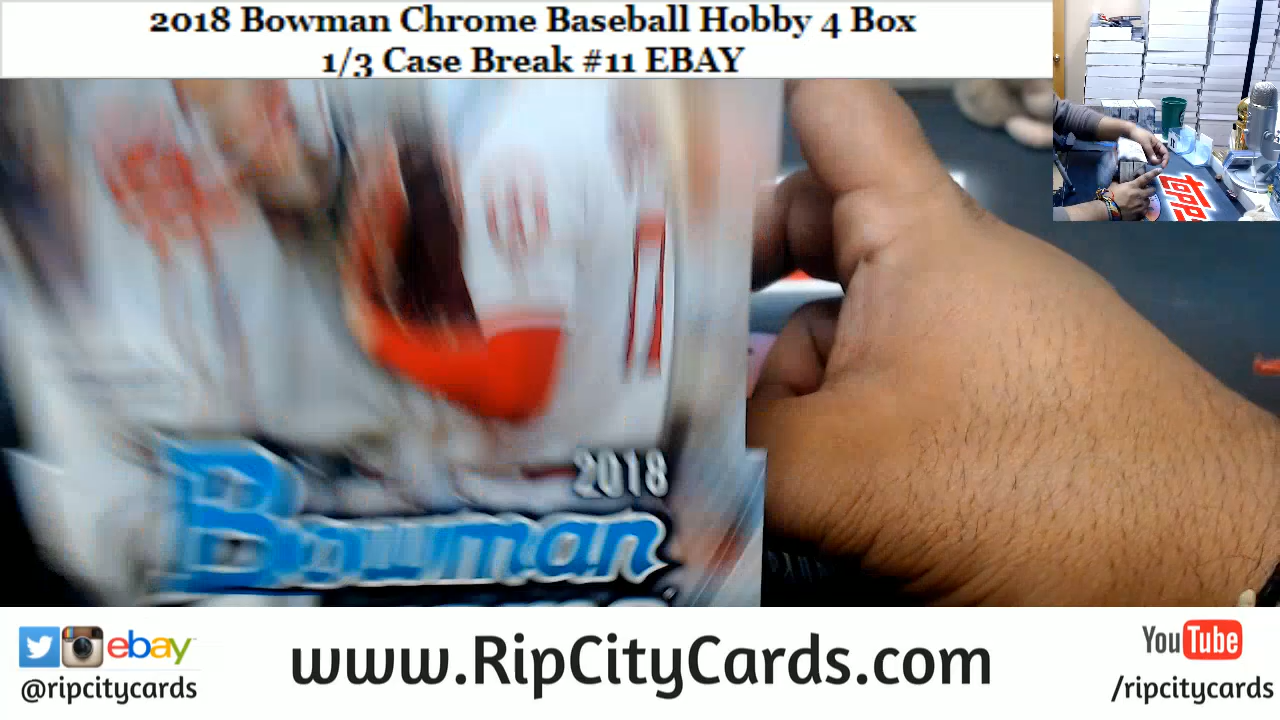 2018 Bowman Chrome Baseball Hobby 4 Box
1/3 Case Break #11 EBAY
topps
2018
Bowman
ebay
@ripcitycards
www.RipCityCards.com
YouTube
/ripcitycards